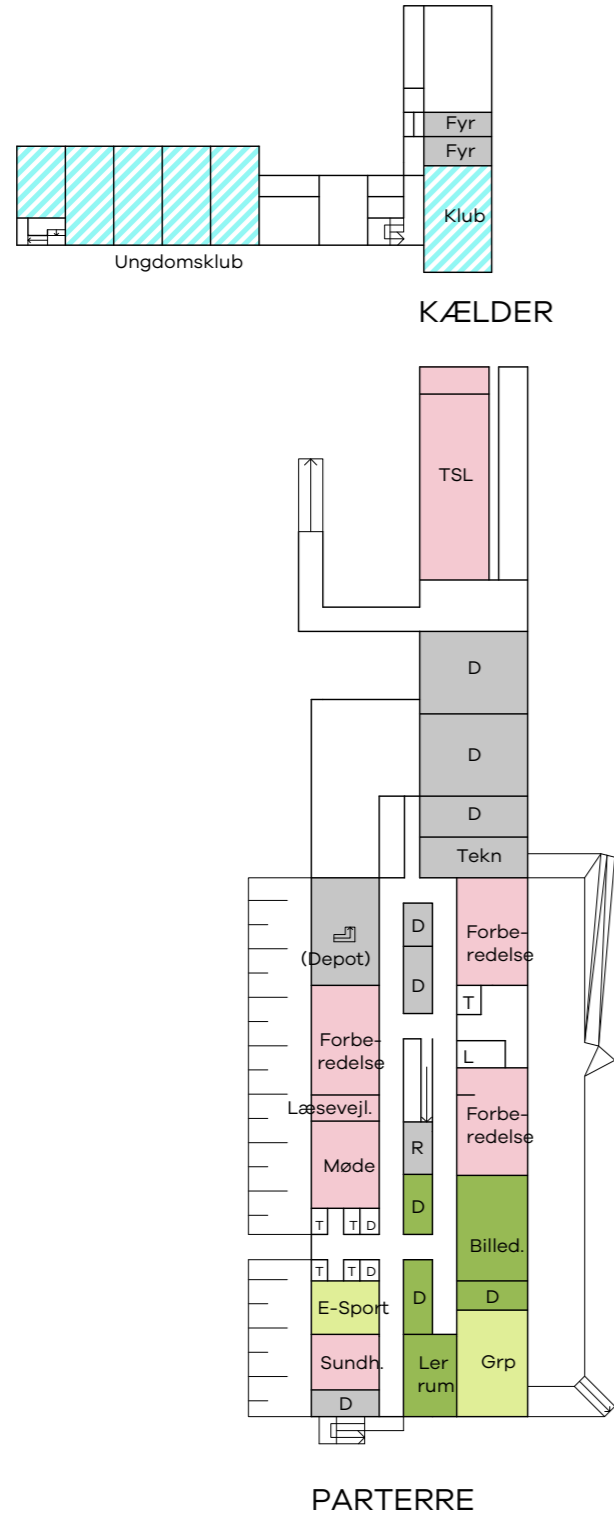 Fyr
Fyr
Klub
Ungdomsklub
KÆLDER
TSL
D
D
D
Tekn
D
Forbe-
redelse
(Depot)
D
T
Forbe-
redelse
L
Læsevejl.
Forbe-
redelse
R
Møde
D
T T D
Billed.
T T D
D
D
E-Sport
Sundh.
Ler
rum
Grp
D
PARTERRE